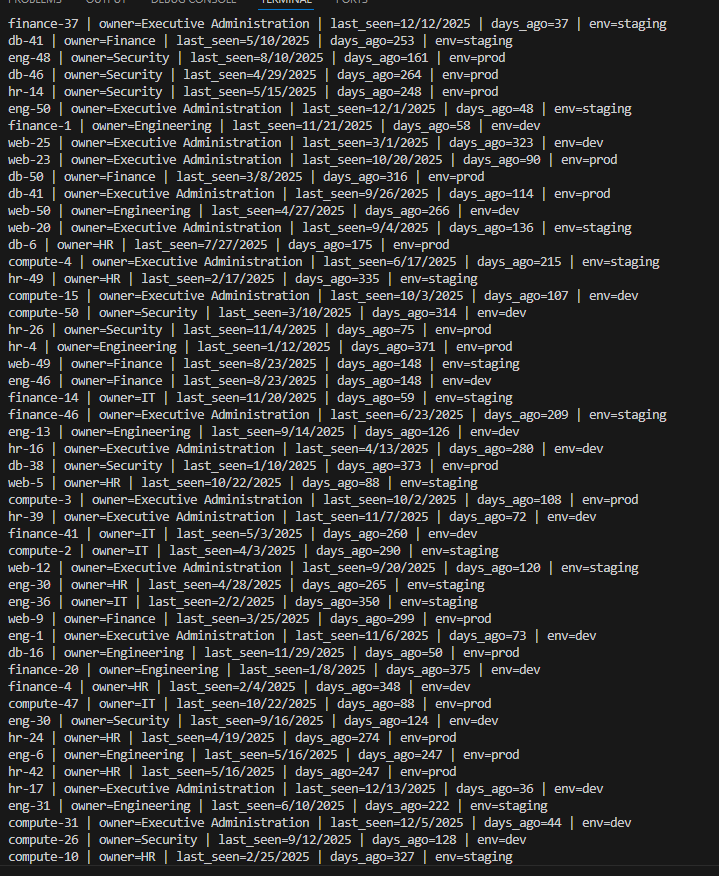 PROBLEMS OUTPUT DEBUG CONSOLE TERMINAL PORTS
finance-37 | owner=Executive Administration | last_seen=12/12/2025 | days_ago=37 | env=staging
db-41 | owner=Finance | last_seen=5/10/2025 | days_ago=253 | env=staging
eng-48 | owner=Security | last_seen=8/10/2025 | days_ago=161 | env=prod
db-46 | owner=Security | last_seen=4/29/2025 | days_ago=264 | env=prod
hr-14 | owner=Security | last_seen=5/15/2025 | days_ago=248 | env=prod
eng-50 | owner=Executive Administration | last_seen=12/1/2025 | days_ago=48 | env=staging
finance-1 | owner=Engineering | last_seen=11/21/2025 | days_ago=58 | env=dev
web-25 | owner=Executive Administration | last_seen=3/1/2025 | days_ago=323 | env=dev
web-23 | owner=Executive Administration | last_seen=10/20/2025 | days_ago=90 | env=prod
db-50 | owner=Finance | last_seen=3/8/2025 | days_ago=316 | env=prod
db-41 | owner=Executive Administration | last_seen=9/26/2025 | days_ago=114 | env=prod
web-50 | owner=Engineering | last_seen=4/27/2025 | days_ago=266 | env=dev
web-20 | owner=Executive Administration | last_seen=9/4/2025 | days_ago=136 | env=staging
db-6 | owner=HR | last_seen=7/27/2025 | days_ago=175 | env=prod
compute-4 | owner=Executive Administration | last_seen=6/17/2025 | days_ago=215 | env=staging
hr-49 | owner=HR | last_seen=2/17/2025 | days_ago=335 | env=staging
compute-15 | owner=Executive Administration | last_seen=10/3/2025 | days_ago=107 | env=dev
compute-50 | owner=Security | last_seen=3/10/2025 | days_ago=314 | env=dev
hr-26 | owner=Security | last_seen=11/4/2025 | days_ago=75 | env=prod
hr-4 | owner=Engineering | last_seen=1/12/2025 | days_ago=371 | env=prod
web-49 | owner=Finance | last_seen=8/23/2025 | days_ago=148 | env=staging
eng-46 | owner=Finance | last_seen=8/23/2025 | days_ago=148 | env=dev
finance-14 | owner=IT | last_seen=11/20/2025 | days_ago=59 | env=staging
finance-46 | owner=Executive Administration | last_seen=6/23/2025 | days_ago=209 | env=staging
eng-13 | owner=Engineering | last_seen=9/14/2025 | days_ago=126 | env=dev
hr-16 | owner=Executive Administration | last_seen=4/13/2025 | days_ago=280 | env=dev
db-38 | owner=Security | last_seen=1/10/2025 | days_ago=373 | env=prod
web-5 | owner=HR | last_seen=10/22/2025 | days_ago=88 | env=staging
compute-3 | owner=Executive Administration | last_seen=10/2/2025 | days_ago=108 | env=prod
hr-39 | owner=Executive Administration | last_seen=11/7/2025 | days_ago=72 | env=dev
finance-41 | owner=IT | last_seen=5/3/2025 | days_ago=260 | env=dev
compute-2 | owner=IT | last_seen=4/3/2025 | days_ago=290 | env=staging
web-12 | owner=Executive Administration | last_seen=9/20/2025 | days_ago=120 | env=staging
eng-30 | owner=HR | last_seen=4/28/2025 | days_ago=265 | env=staging
eng-36 | owner=IT | last_seen=2/2/2025 | days_ago=350 | env=staging
web-9 | owner=Finance | last_seen=3/25/2025 | days_ago=299 | env=prod
eng-1 | owner=Executive Administration | last_seen=11/6/2025 | days_ago=73 | env=dev
db-16 | owner=Engineering | last_seen=11/29/2025 | days_ago=50 | env=prod
finance-20 | owner=Engineering | last_seen=1/8/2025 | days_ago=375 | env=dev
finance-4 | owner=HR | last_seen=2/4/2025 | days_ago=348 | env=dev
compute-47 | owner=IT | last_seen=10/22/2025 | days_ago=88 | env=prod
eng-30 | owner=Security | last_seen=9/16/2025 | days_ago=124 | env=dev
hr-24 | owner=HR | last_seen=4/19/2025 | days_ago=274 | env=prod
eng-6 | owner=Engineering | last_seen=5/16/2025 | days_ago=247 | env=prod
hr-42 | owner=HR | last_seen=5/16/2025 | days_ago=247 | env=prod
hr-17 | owner=Executive Administration | last_seen=12/13/2025 | days_ago=36 | env=dev
eng-31 | owner=Engineering | last_seen=6/10/2025 | days_ago=222 | env=staging
compute-31 | owner=Executive Administration | last_seen=12/5/2025 | days_ago=44 | env=dev
compute-26 | owner=Security | last_seen=9/12/2025 | days_ago=128 | env=dev
compute-10 | owner=HR | last_seen=2/25/2025 | days_ago=327 | env=staging